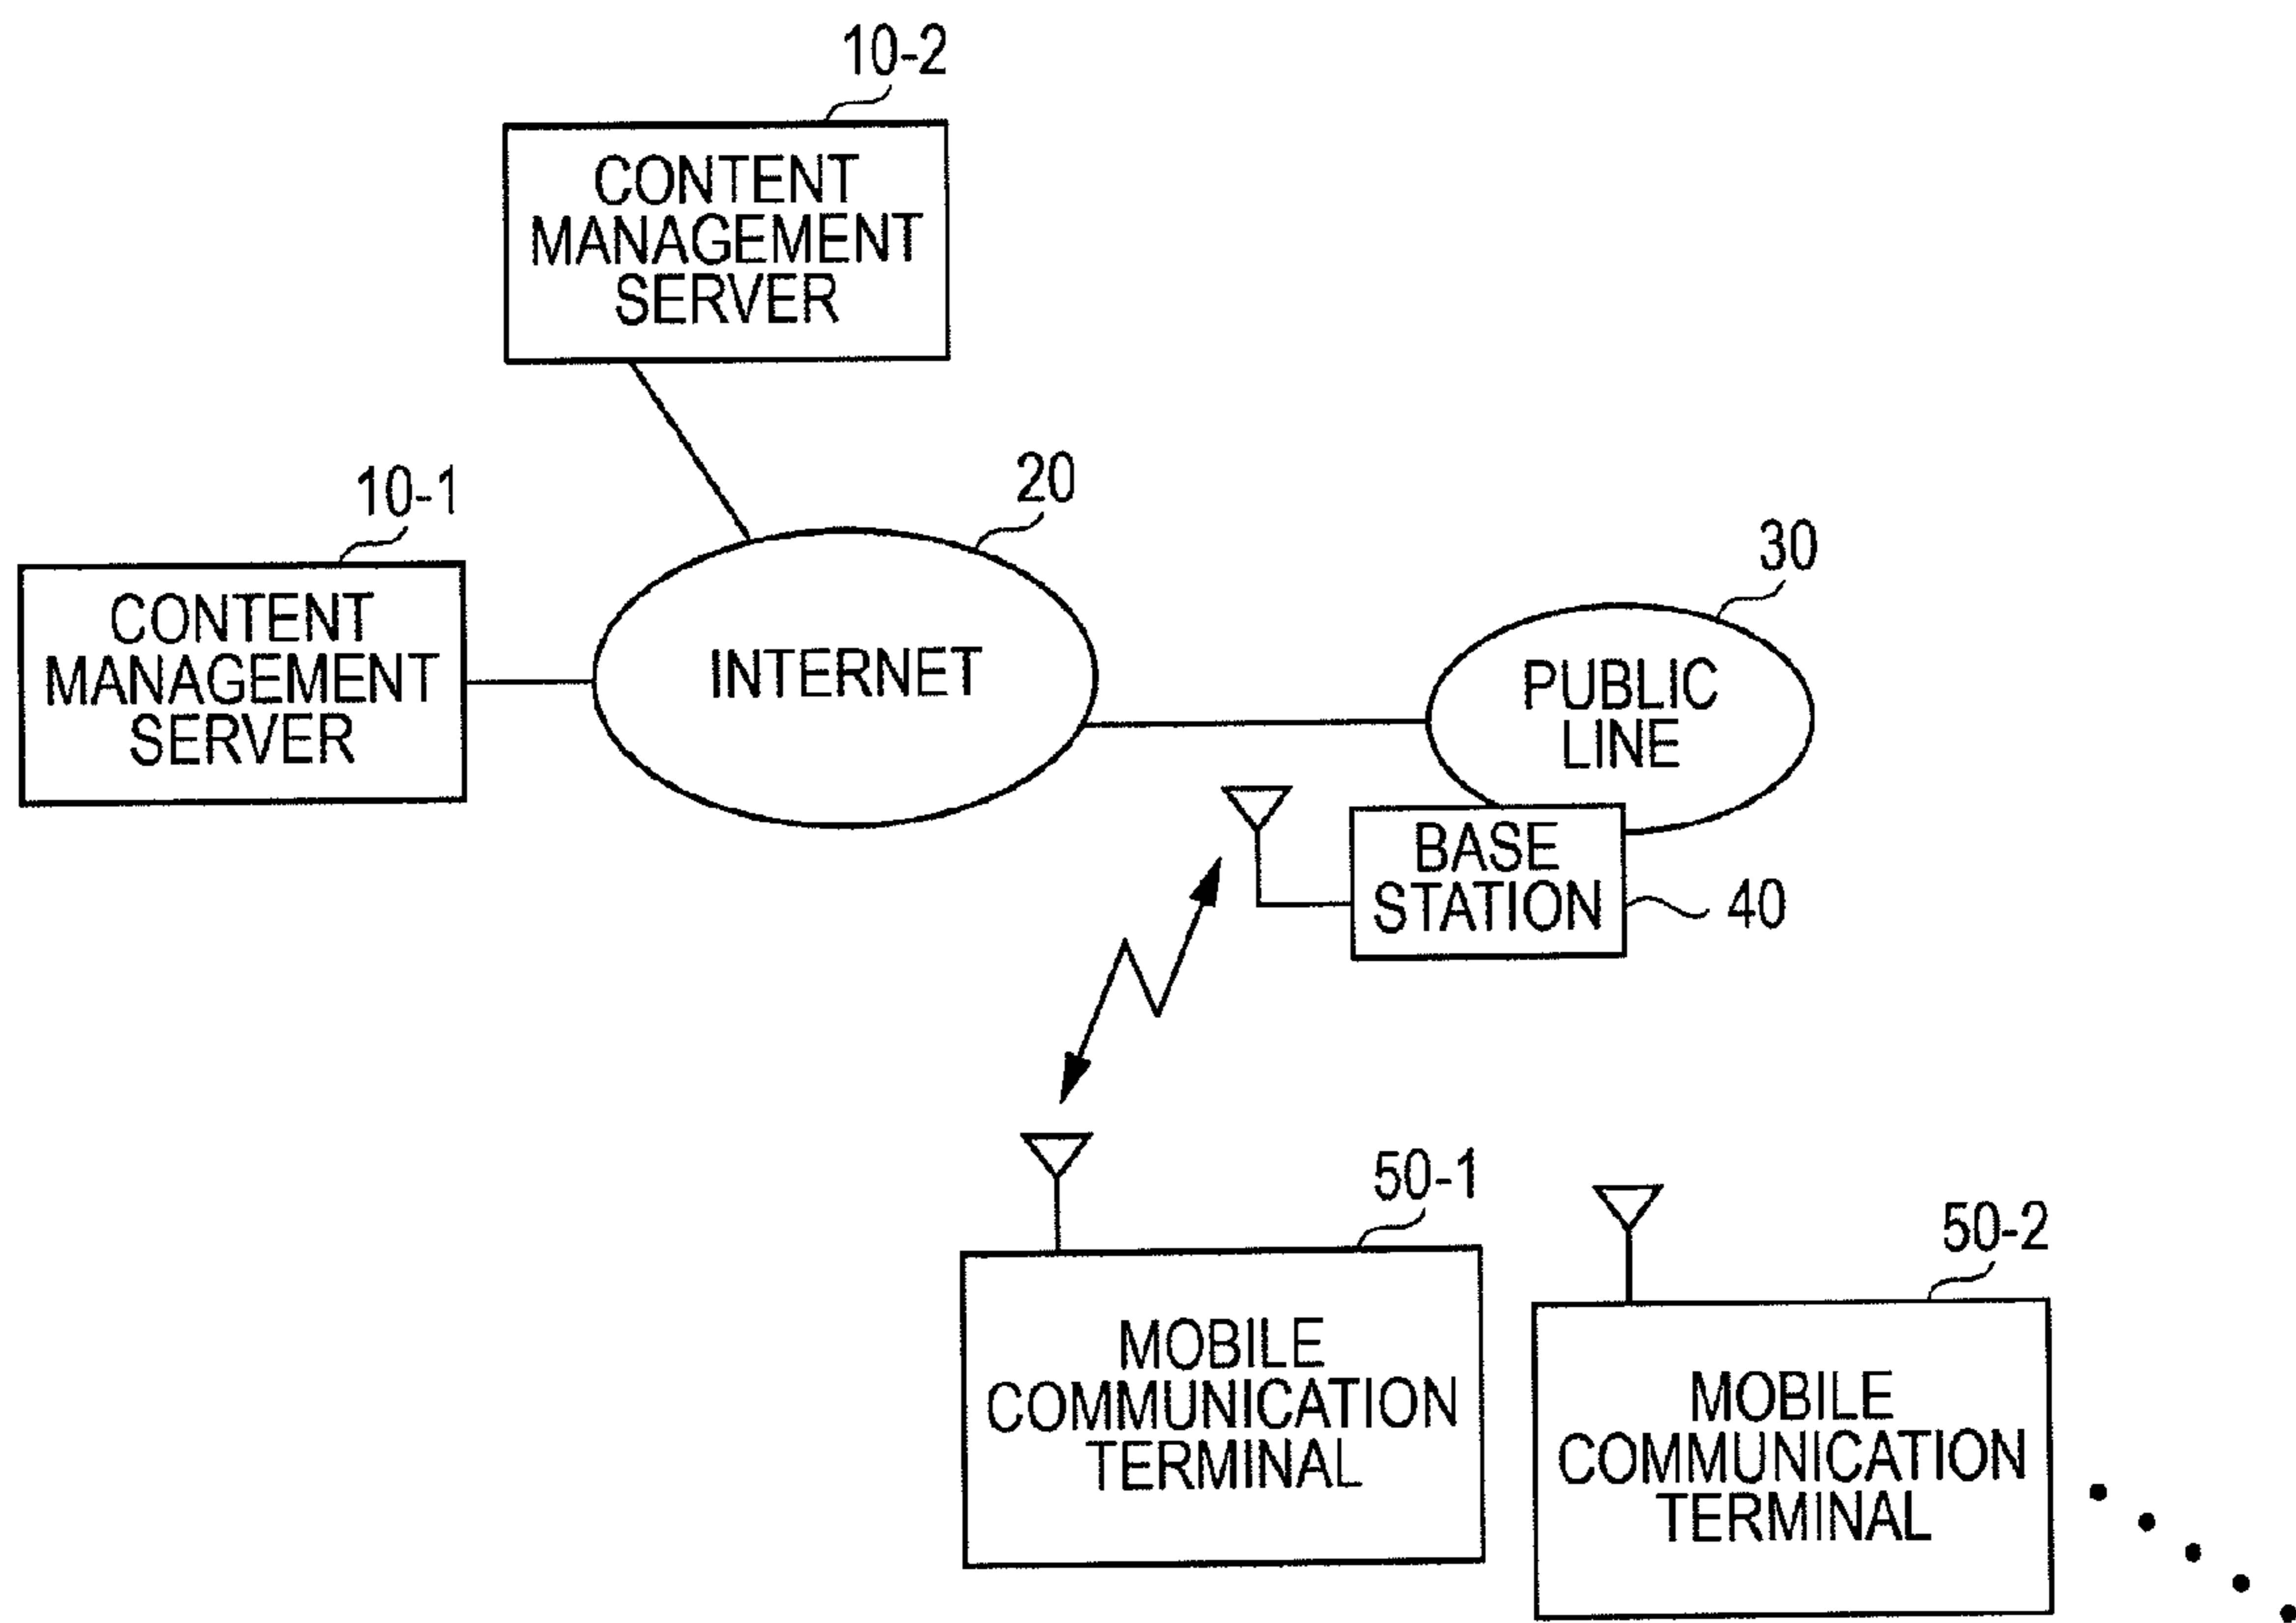 10-2
CONTENT
MANAGEMENT
SERVER
10-1
CONTENT
MANAGEMENT
SERVER
20
INTERNET
30
PUBLIC
LINE
BASE
STATION
40
50-1
MOBILE
COMMUNICATION
TERMINAL
50-2
MOBILE
COMMUNICATION
TERMINAL